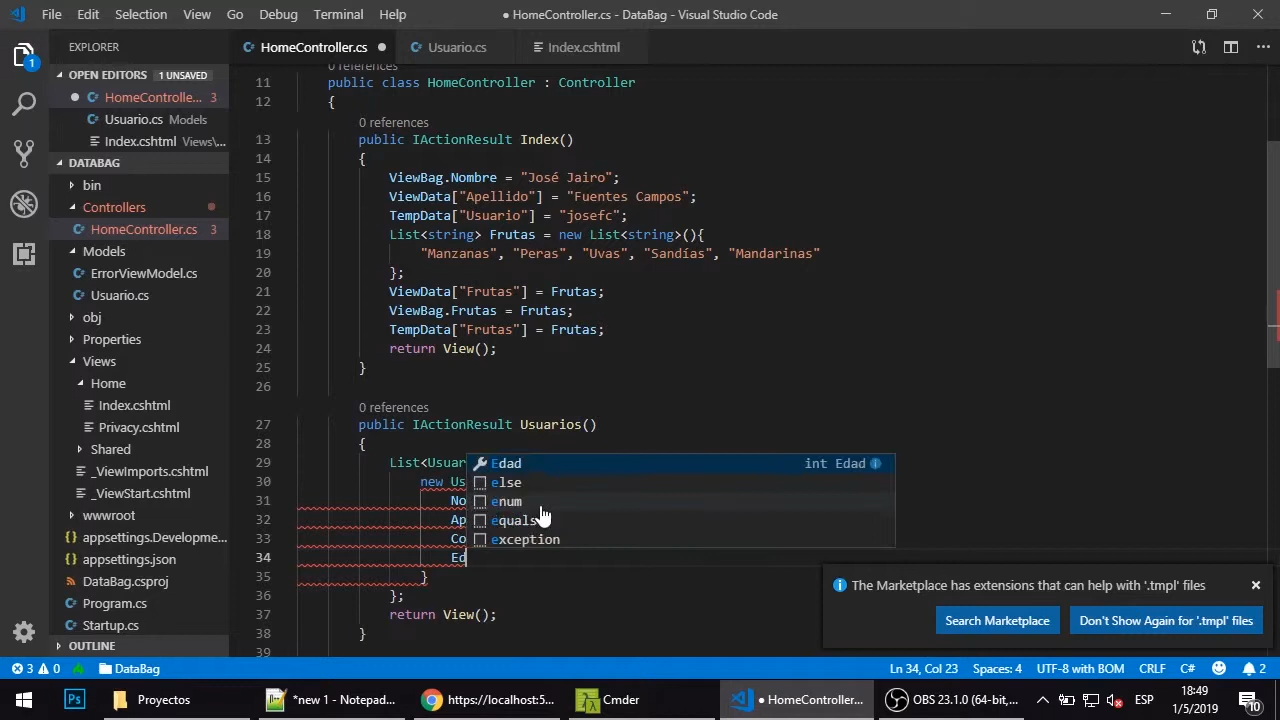 File Edit Selection View Go Debug Terminal Help
● HomeController.cs - DataBag - Visual Studio Code
EXPLORER
OPEN EDITORS 1 UNSAVED
HomeControlle... 3
Usuario.cs Models
Index.cshtml Views\...
DATABAG
bin
Controllers
HomeController.cs 3
Models
ErrorViewModel.cs
Usuario.cs
obj
Properties
Views
Home
Index.cshtml
Privacy.cshtml
Shared
_ViewImports.cshtml
_ViewStart.cshtml
wwwroot
appsettings.Developme...
appsettings.json
DataBag.csproj
Program.cs
Startup.cs
OUTLINE
HomeController.cs
Usuario.cs
Index.cshtml
0 references
11 public class HomeController : Controller
12 {
0 references
13 public IActionResult Index()
14 {
15 ViewBag.Nombre = "José Jairo";
16 ViewData["Apellido"] = "Fuentes Campos";
17 TempData["Usuario"] = "josefc";
18 List<string> Frutas = new List<string>(){
19 "Manzanas", "Peras", "Uvas", "Sandías", "Mandarinas"
20 };
21 ViewData["Frutas"] = Frutas;
22 ViewBag.Frutas = Frutas;
23 TempData["Frutas"] = Frutas;
24 return View();
25 }
26
0 references
27 public IActionResult Usuarios()
28 {
29 List<Usuar
30 new Us
31 No
32 Ap
33 Co
34 Ed
35 }
36 };
37 return View();
38 }
39
Edad int Edad
else
enum
equals
exception
The Marketplace has extensions that can help with '.tmpl' files
Search Marketplace
Don't Show Again for '.tmpl' files
3 0 DataBag
Ln 34, Col 23 Spaces: 4 UTF-8 with BOM CRLF C# 2
Ps
Proyectos
*new 1 - Notepad...
https://localhost:5...
Cmder
● HomeController...
OBS 23.1.0 (64-bit,...
ESP
18:49
1/5/2019
10